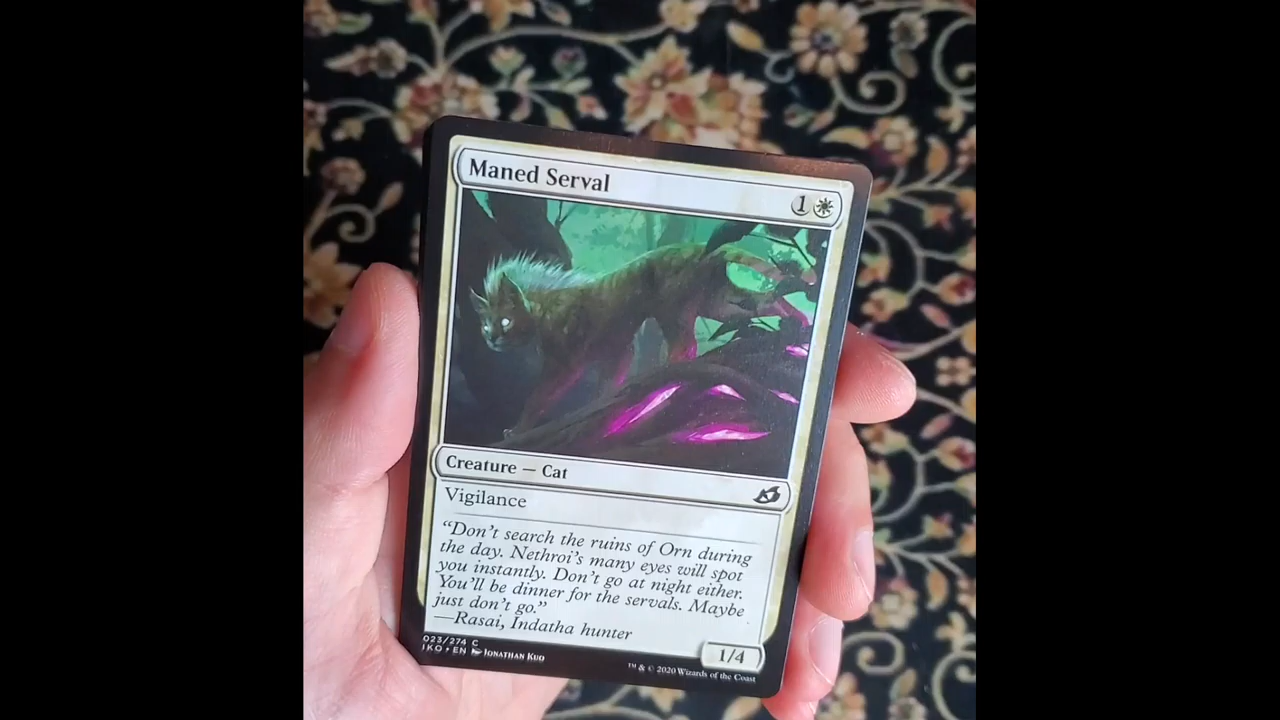 Maned Serval
1
Creature — Cat
Vigilance
“Don’t search the ruins of Orn during
the day. Nethroi’s many eyes will spot
you instantly. Don’t go at night either.
You’ll be dinner for the servals. Maybe
just don’t go.”
—Rasai, Indatha hunter
023/274 C
IKO • EN Jonathan Kuo
™ & © 2020 Wizards of the Coast
1/4